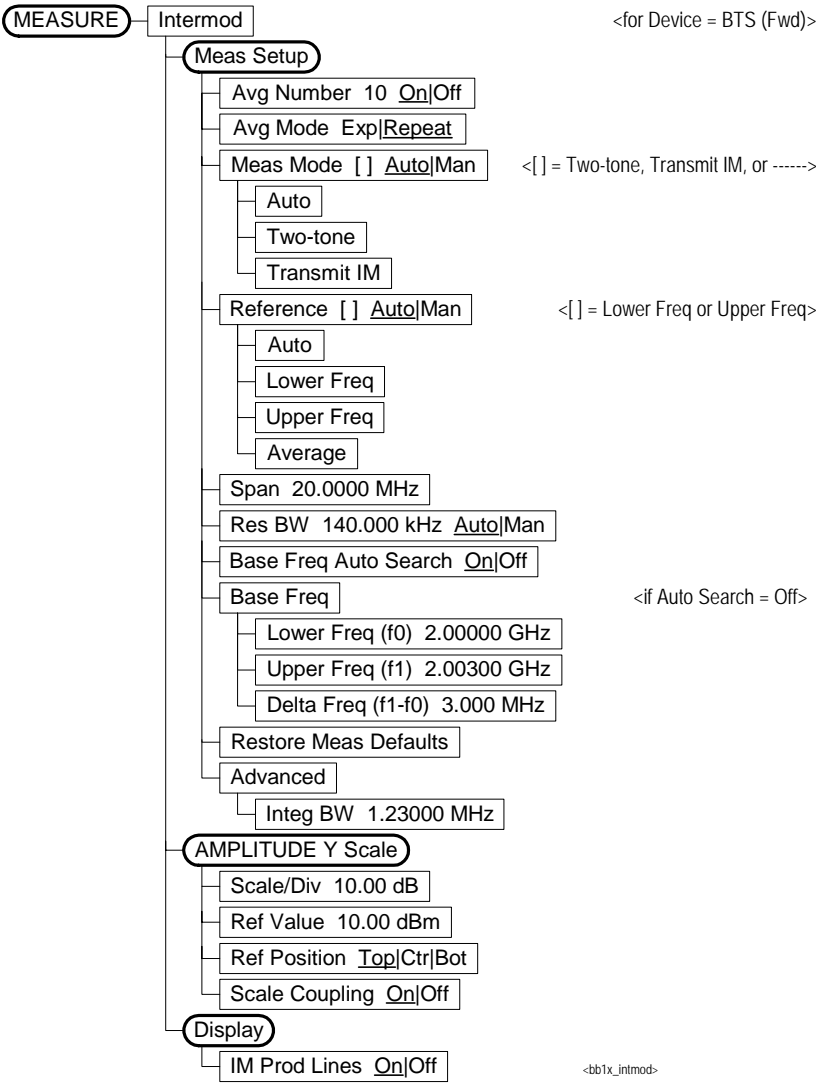 MEASURE Intermod <for Device = BTS (Fwd)>
Meas Setup
Avg Number 10 On|Off
Avg Mode Exp|Repeat
Meas Mode [ ] Auto|Man <[ ] = Two-tone, Transmit IM, or ------>
Auto
Two-tone
Transmit IM
Reference [ ] Auto|Man <[ ] = Lower Freq or Upper Freq>
Auto
Lower Freq
Upper Freq
Average
Span 20.0000 MHz
Res BW 140.000 kHz Auto|Man
Base Freq Auto Search On|Off
Base Freq <if Auto Search = Off>
Lower Freq (f0) 2.00000 GHz
Upper Freq (f1) 2.00300 GHz
Delta Freq (f1-f0) 3.000 MHz
Restore Meas Defaults
Advanced
Integ BW 1.23000 MHz
AMPLITUDE Y Scale
Scale/Div 10.00 dB
Ref Value 10.00 dBm
Ref Position Top|Ctr|Bot
Scale Coupling On|Off
Display
IM Prod Lines On|Off <bb1x_intmod>